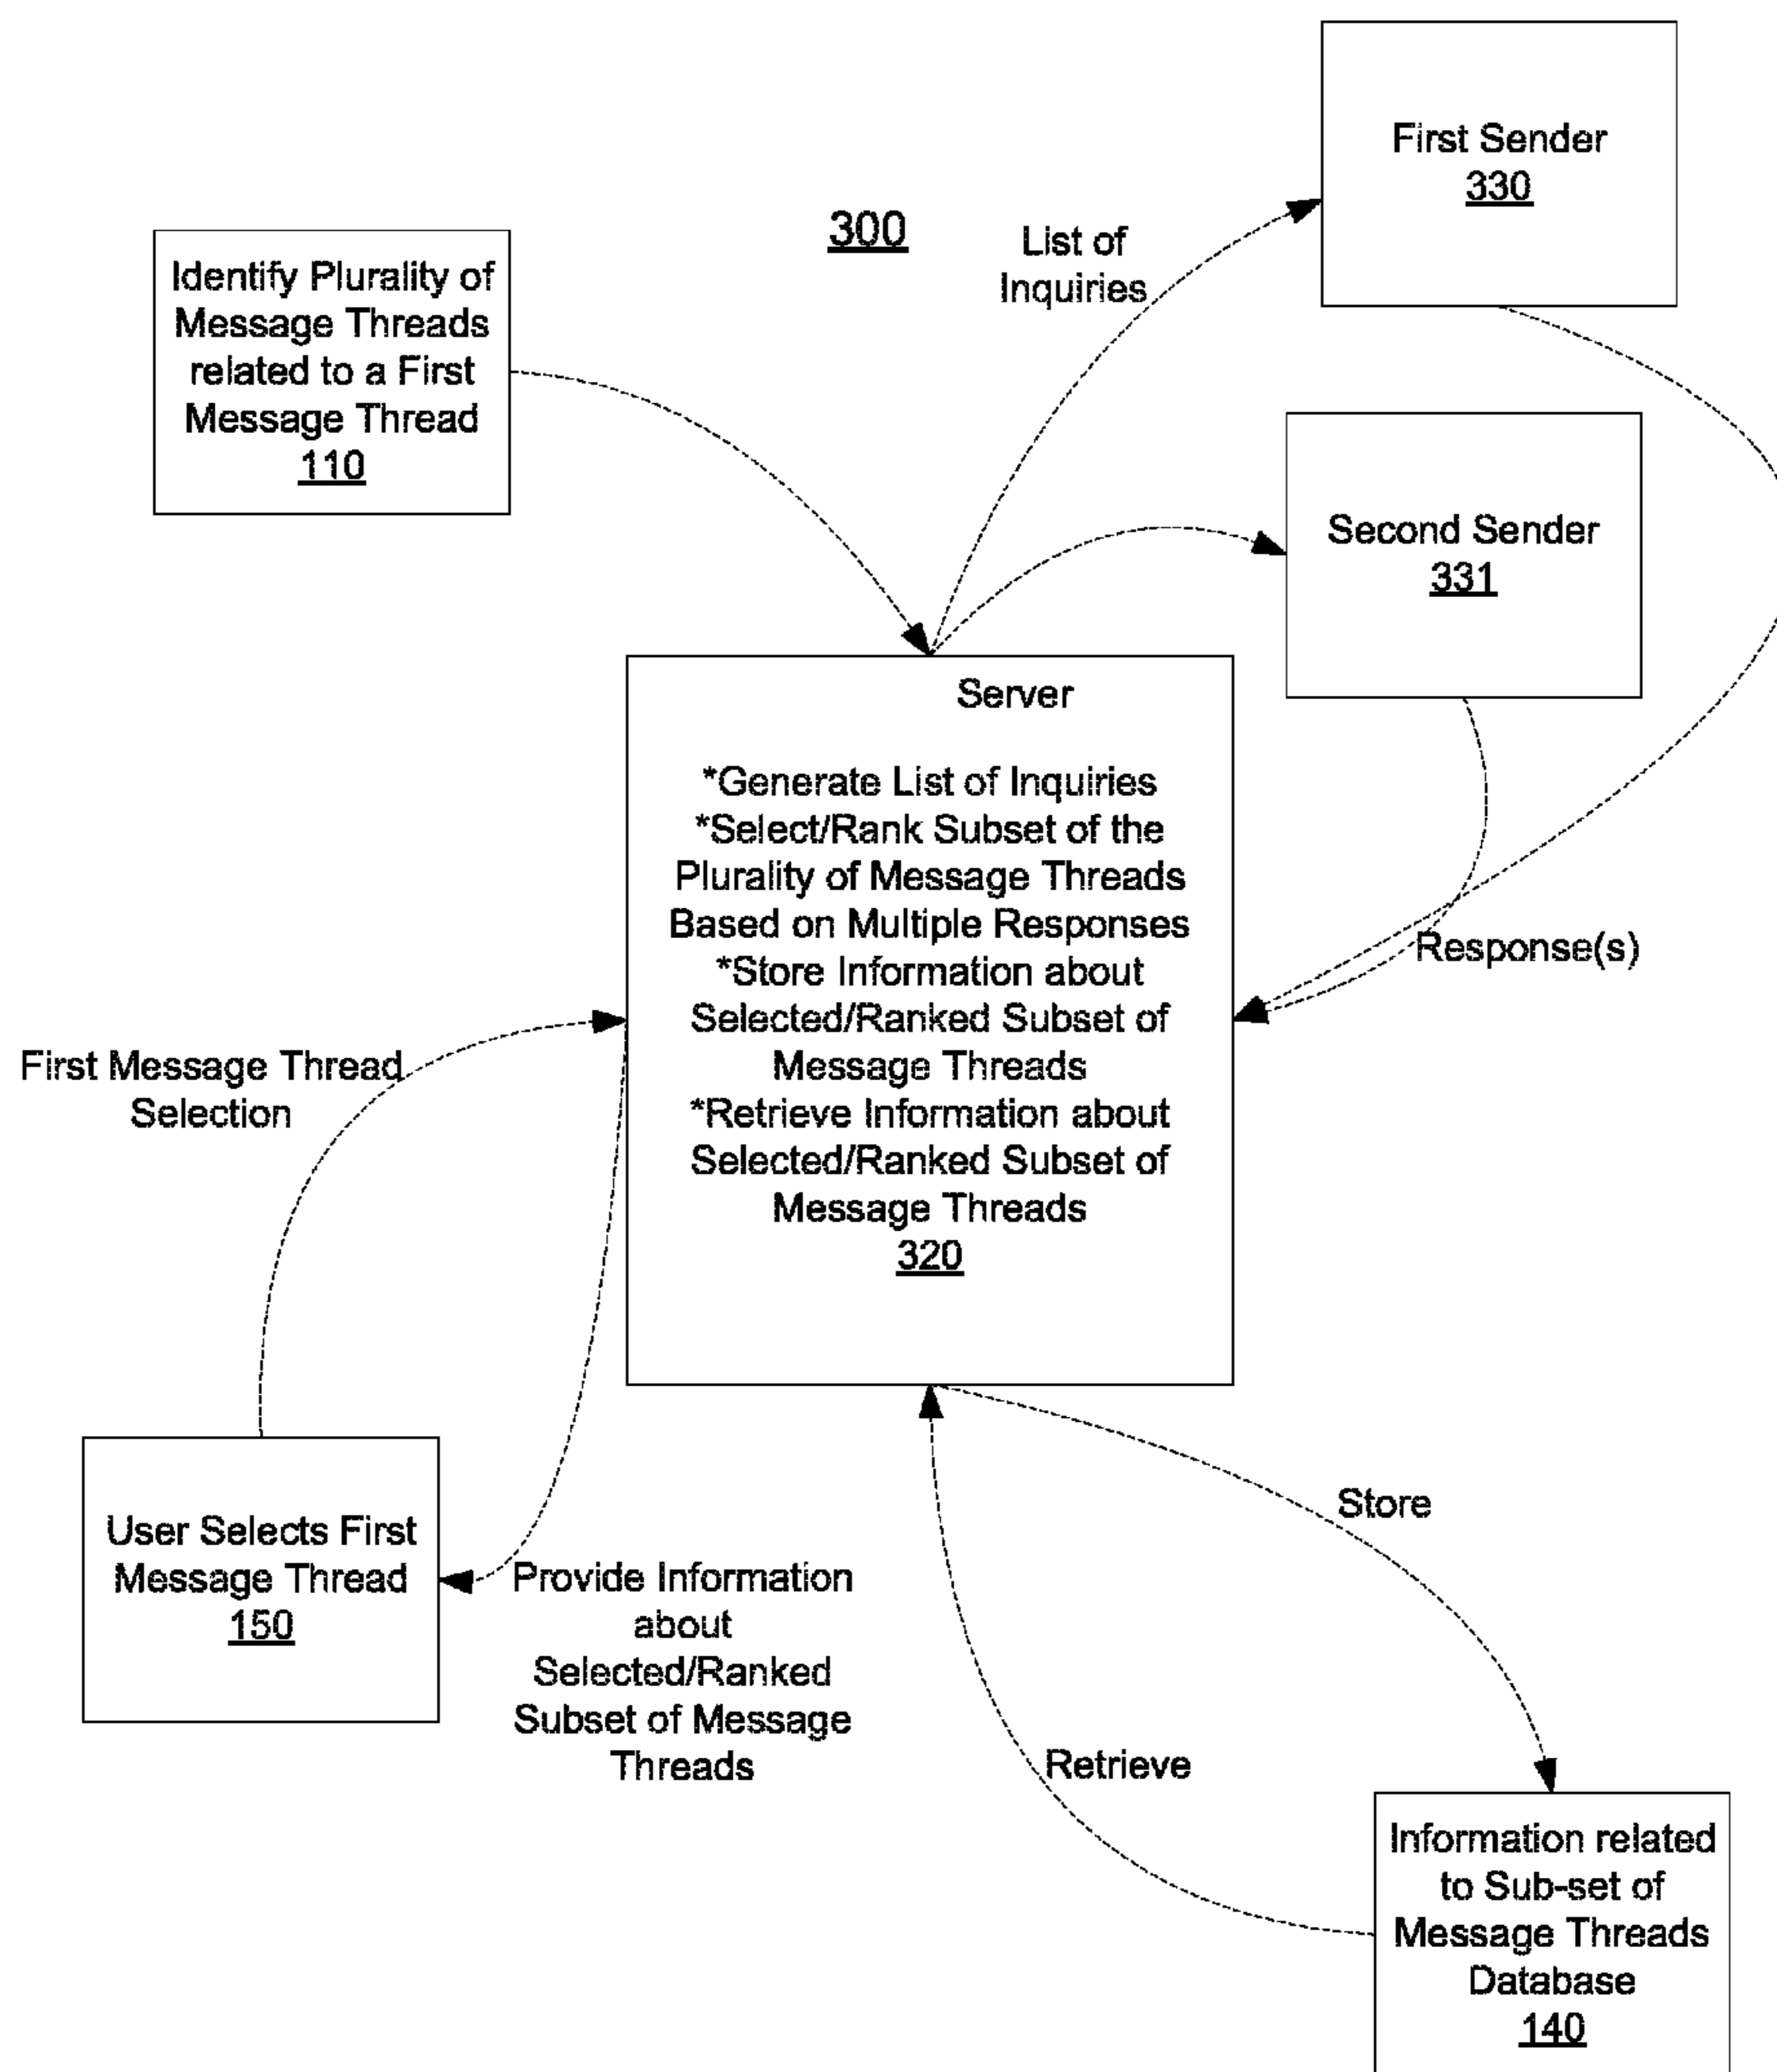 First Sender
330
300
List of
Inquiries
Identify Plurality of
Message Threads
related to a First
Message Thread
110
Second Sender
331
Server
*Generate List of Inquiries
*Select/Rank Subset of the
Plurality of Message Threads
Based on Multiple Responses
*Store Information about
Selected/Ranked Subset of
Message Threads
*Retrieve Information about
Selected/Ranked Subset of
Message Threads
320
Response(s)
First Message Thread
Selection
User Selects First
Message Thread
150
Provide Information
about
Selected/Ranked
Subset of Message
Threads
Store
Retrieve
Information related
to Sub-set of
Message Threads
Database
140